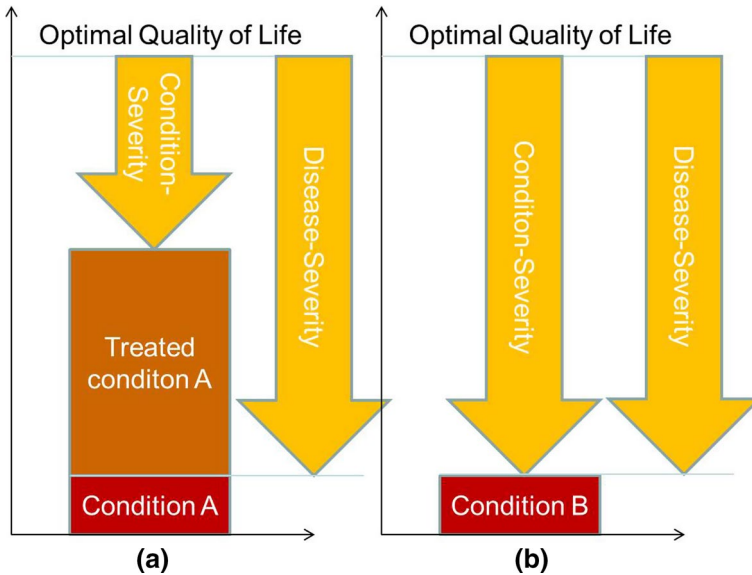 Optimal Quality of Life
Condition-
Severity
Disease-Severity
Treated
conditon A
Condition A
(a)
Optimal Quality of Life
Conditon-Severity
Disease-Severity
Condition B
(b)